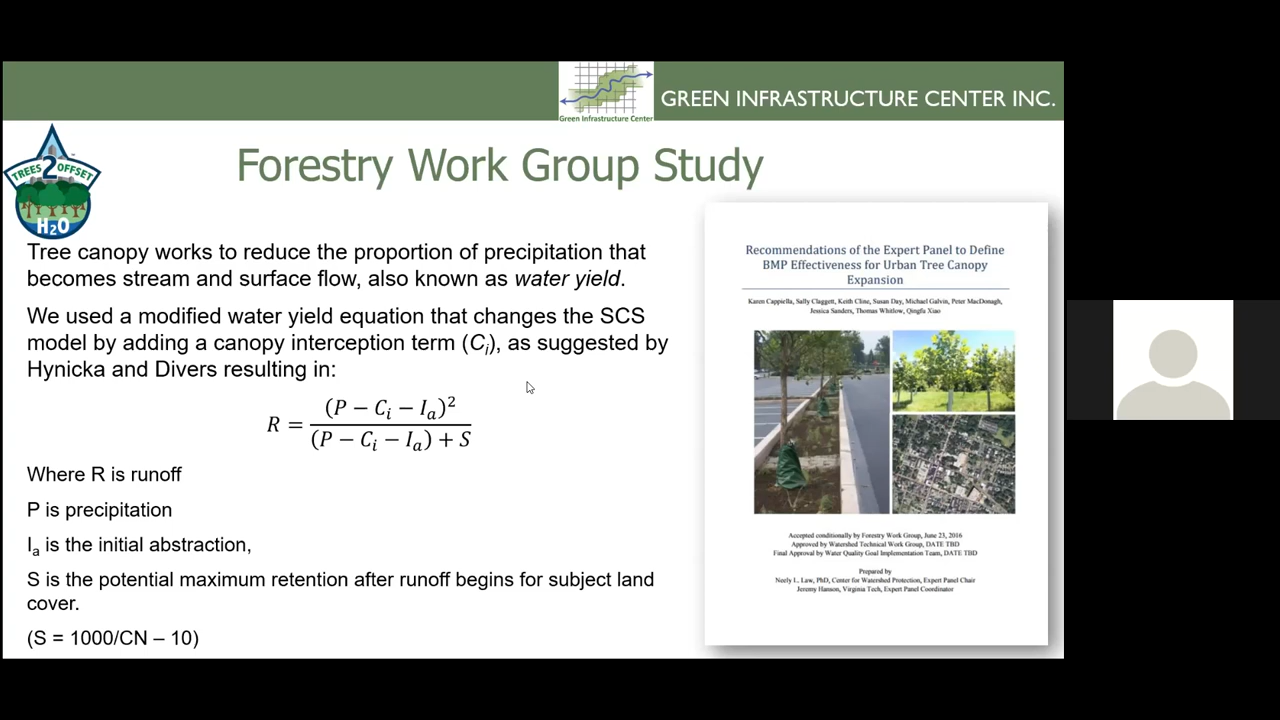 Green Infrastructure Center
GREEN INFRASTRUCTURE CENTER INC.
TREES 2 OFFSET
H₂O
Forestry Work Group Study
Tree canopy works to reduce the proportion of precipitation that
becomes stream and surface flow, also known as water yield.
We used a modified water yield equation that changes the SCS
model by adding a canopy interception term (Cᵢ), as suggested by
Hynicka and Divers resulting in:
R = (P − Cᵢ − Iₐ)² / (P − Cᵢ − Iₐ) + S
Where R is runoff
P is precipitation
Iₐ is the initial abstraction,
S is the potential maximum retention after runoff begins for subject land
cover.
(S = 1000/CN – 10)
Recommendations of the Expert Panel to Define
BMP Effectiveness for Urban Tree Canopy
Expansion
Karen Cappiella, Sally Claggett, Keith Cline, Susan Day, Michael Galvin, Peter MacDonagh,
Jessica Sanders, Thomas Whitlow, Qingfu Xiao
Accepted conditionally by Forestry Work Group, June 23, 2016
Approved by Watershed Technical Work Group, DATE TBD
Final Approval by Water Quality Goal Implementation Team, DATE TBD
Prepared by
Neely L. Law, PhD, Center for Watershed Protection, Expert Panel Chair
Jeremy Hanson, Virginia Tech, Expert Panel Coordinator